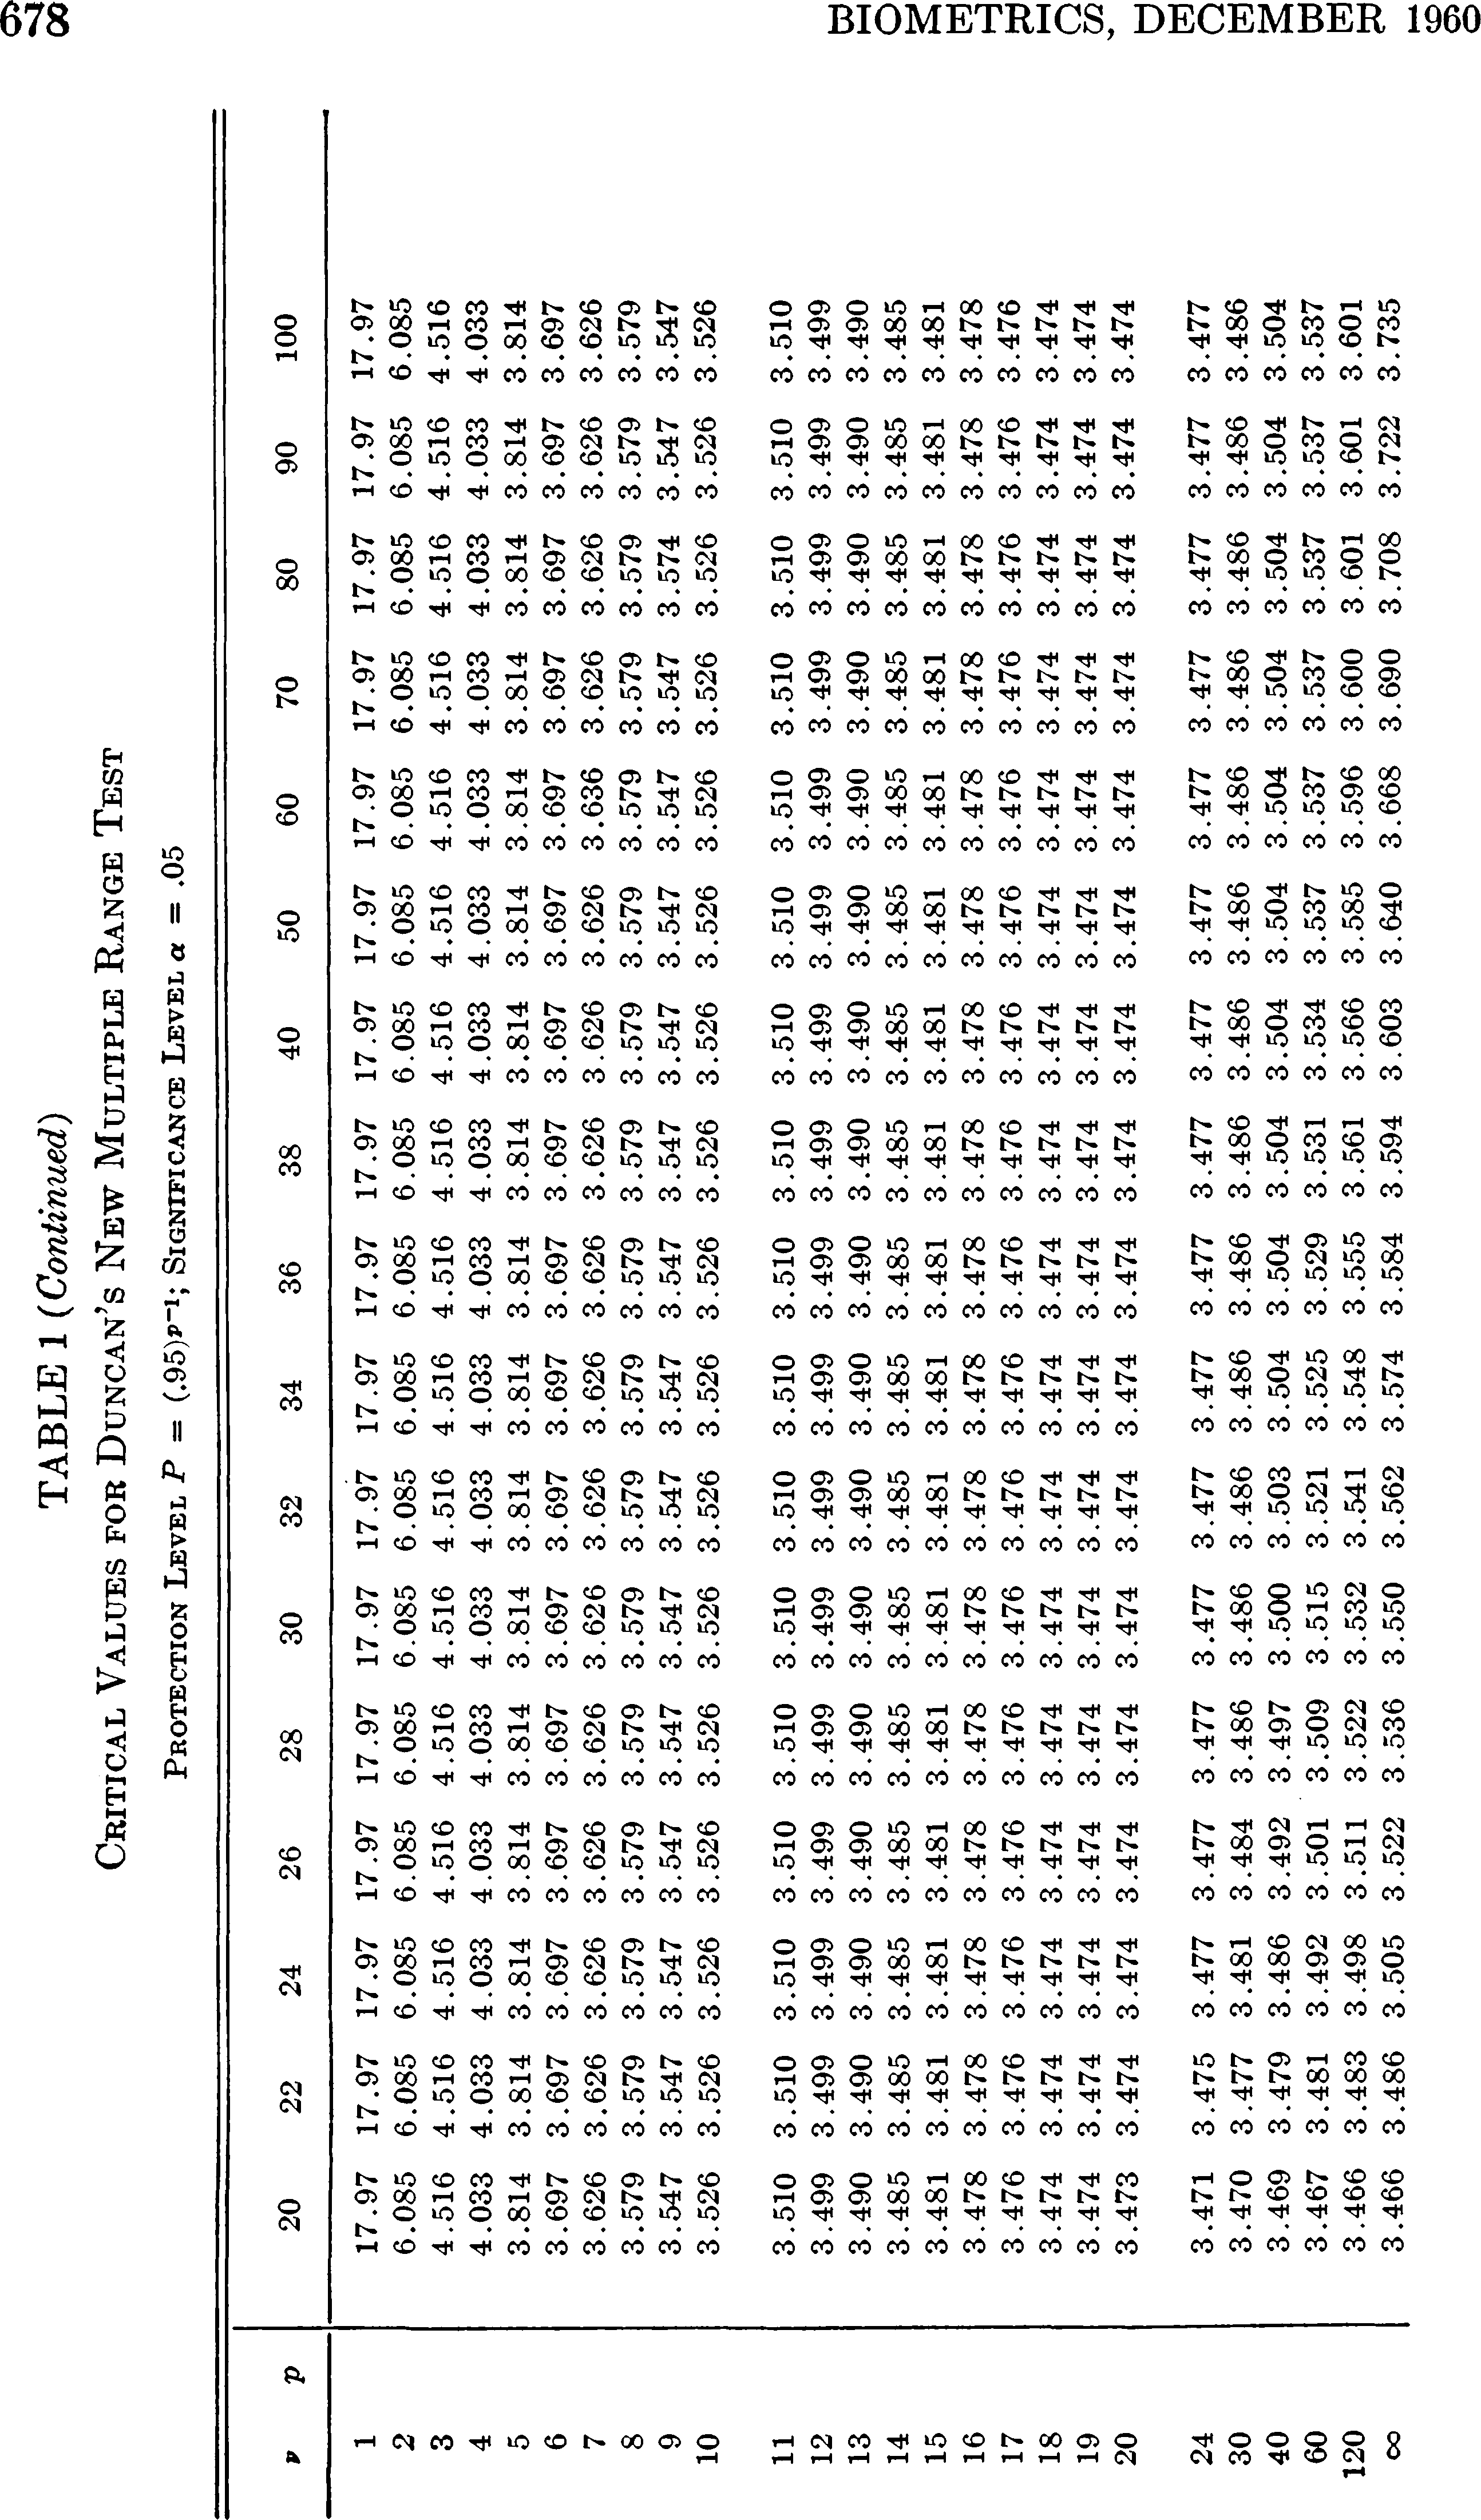 678 BIOMETRICS, DECEMBER 1960
TABLE 1 (Continued)
CRITICAL VALUES FOR DUNCAN'S NEW MULTIPLE RANGE TEST
PROTECTION LEVEL P = (.95)ᵖ⁻¹; SIGNIFICANCE LEVEL α = .05
ν p 20 22 24 26 28 30 32 34 36 38 40 50 60 70 80 90 100
1 17.97 17.97 17.97 17.97 17.97 17.97 17.97 17.97 17.97 17.97 17.97 17.97 17.97 17.97 17.97 17.97 17.97
2 6.085 6.085 6.085 6.085 6.085 6.085 6.085 6.085 6.085 6.085 6.085 6.085 6.085 6.085 6.085 6.085 6.085
3 4.516 4.516 4.516 4.516 4.516 4.516 4.516 4.516 4.516 4.516 4.516 4.516 4.516 4.516 4.516 4.516 4.516
4 4.033 4.033 4.033 4.033 4.033 4.033 4.033 4.033 4.033 4.033 4.033 4.033 4.033 4.033 4.033 4.033 4.033
5 3.814 3.814 3.814 3.814 3.814 3.814 3.814 3.814 3.814 3.814 3.814 3.814 3.814 3.814 3.814 3.814 3.814
6 3.697 3.697 3.697 3.697 3.697 3.697 3.697 3.697 3.697 3.697 3.697 3.697 3.697 3.697 3.697 3.697 3.697
7 3.626 3.626 3.626 3.626 3.626 3.626 3.626 3.626 3.626 3.626 3.626 3.626 3.636 3.626 3.626 3.626 3.626
8 3.579 3.579 3.579 3.579 3.579 3.579 3.579 3.579 3.579 3.579 3.579 3.579 3.579 3.579 3.579 3.579 3.579
9 3.547 3.547 3.547 3.547 3.547 3.547 3.547 3.547 3.547 3.547 3.547 3.547 3.547 3.547 3.574 3.547 3.547
10 3.526 3.526 3.526 3.526 3.526 3.526 3.526 3.526 3.526 3.526 3.526 3.526 3.526 3.526 3.526 3.526 3.526
11 3.510 3.510 3.510 3.510 3.510 3.510 3.510 3.510 3.510 3.510 3.510 3.510 3.510 3.510 3.510 3.510 3.510
12 3.499 3.499 3.499 3.499 3.499 3.499 3.499 3.499 3.499 3.499 3.499 3.499 3.499 3.499 3.499 3.499 3.499
13 3.490 3.490 3.490 3.490 3.490 3.490 3.490 3.490 3.490 3.490 3.490 3.490 3.490 3.490 3.490 3.490 3.490
14 3.485 3.485 3.485 3.485 3.485 3.485 3.485 3.485 3.485 3.485 3.485 3.485 3.485 3.485 3.485 3.485 3.485
15 3.481 3.481 3.481 3.481 3.481 3.481 3.481 3.481 3.481 3.481 3.481 3.481 3.481 3.481 3.481 3.481 3.481
16 3.478 3.478 3.478 3.478 3.478 3.478 3.478 3.478 3.478 3.478 3.478 3.478 3.478 3.478 3.478 3.478 3.478
17 3.476 3.476 3.476 3.476 3.476 3.476 3.476 3.476 3.476 3.476 3.476 3.476 3.476 3.476 3.476 3.476 3.476
18 3.474 3.474 3.474 3.474 3.474 3.474 3.474 3.474 3.474 3.474 3.474 3.474 3.474 3.474 3.474 3.474 3.474
19 3.474 3.474 3.474 3.474 3.474 3.474 3.474 3.474 3.474 3.474 3.474 3.474 3.474 3.474 3.474 3.474 3.474
20 3.473 3.474 3.474 3.474 3.474 3.474 3.474 3.474 3.474 3.474 3.474 3.474 3.474 3.474 3.474 3.474 3.474
24 3.471 3.475 3.477 3.477 3.477 3.477 3.477 3.477 3.477 3.477 3.477 3.477 3.477 3.477 3.477 3.477 3.477
30 3.470 3.477 3.481 3.484 3.486 3.486 3.486 3.486 3.486 3.486 3.486 3.486 3.486 3.486 3.486 3.486 3.486
40 3.469 3.479 3.486 3.492 3.497 3.500 3.503 3.504 3.504 3.504 3.504 3.504 3.504 3.504 3.504 3.504 3.504
60 3.467 3.481 3.492 3.501 3.509 3.515 3.521 3.525 3.529 3.531 3.534 3.537 3.537 3.537 3.537 3.537 3.537
120 3.466 3.483 3.498 3.511 3.522 3.532 3.541 3.548 3.555 3.561 3.566 3.585 3.596 3.600 3.601 3.601 3.601
∞ 3.466 3.486 3.505 3.522 3.536 3.550 3.562 3.574 3.584 3.594 3.603 3.640 3.668 3.690 3.708 3.722 3.735